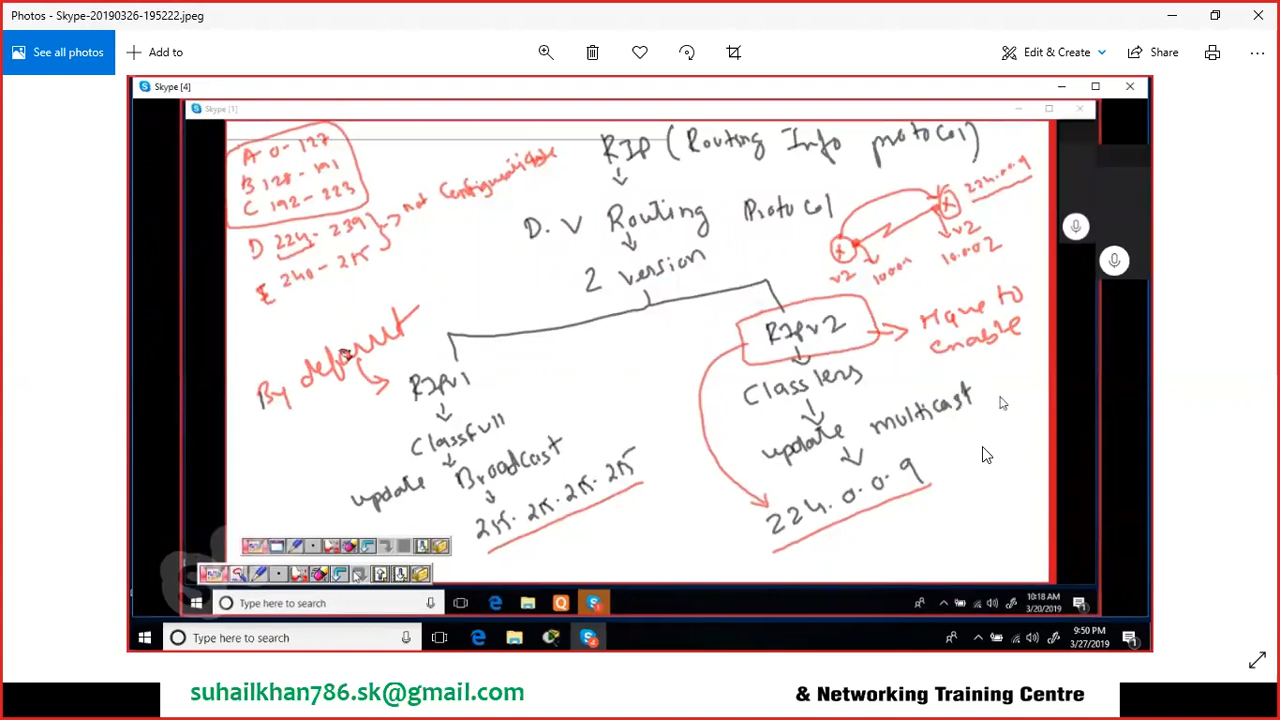 Photos - Skype-20190326-195222.jpeg
See all photos
Add to
Edit & Create
Share
Skype [4]
Skype [1]
RIP (Routing Info protocol)
A 0-127
B 128-191
C 192-223
D 224-239
E 240-255
not Configurable
D.V Routing Protocol
2 version
224.0.0.9
v2
v2
10.0.0.2
By default
RIPv1
Classfull
update Broadcast
255.255.255.255
RIPv2
Have to
enable
Classless
update multicast
224.0.0.9
Type here to search
10:18 AM
3/20/2019
Type here to search
9:50 PM
3/27/2019
suhailkhan786.sk@gmail.com
& Networking Training Centre